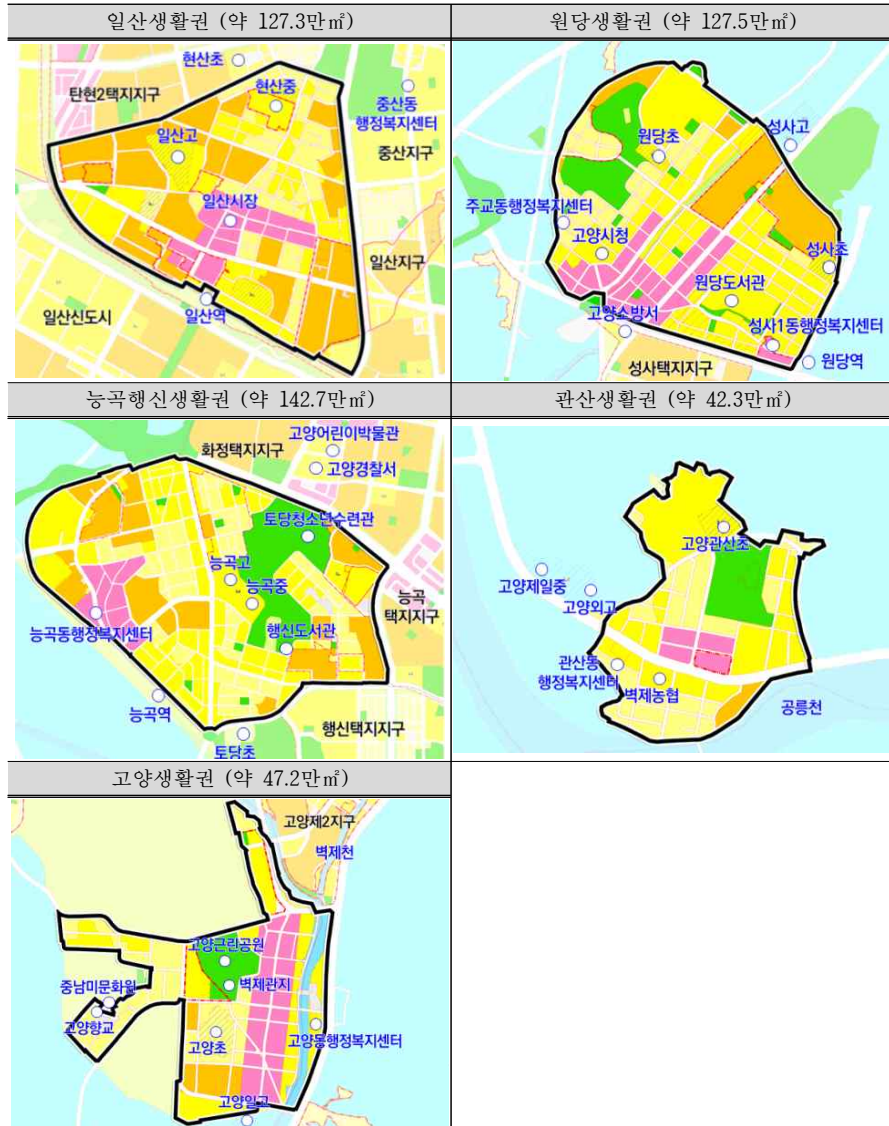 일산생활권 (약 127.3만㎡)
원당생활권 (약 127.5만㎡)
현산초
탄현2택지지구
현산중
중산동
행정복지센터
일산고
중산지구
일산시장
일산지구
일산신도시
일산역
성사고
원당초
주교동행정복지센터
고양시청
성사초
원당도서관
고양소방서
성사1동행정복지센터
성사택지지구
원당역
능곡행신생활권 (약 142.7만㎡)
관산생활권 (약 42.3만㎡)
고양어린이박물관
화정택지지구
고양경찰서
토당청소년수련관
능곡고
능곡중
능곡
택지지구
능곡동행정복지센터
행신도서관
능곡역
행신택지지구
토당초
고양관산초
고양제일중
고양외고
관산동
행정복지센터
벽제농협
공릉천
고양생활권 (약 47.2만㎡)
고양제2지구
벽제천
고양근린공원
중남미문화원
벽제관지
고양향교
고양초
고양동행정복지센터
고양일고